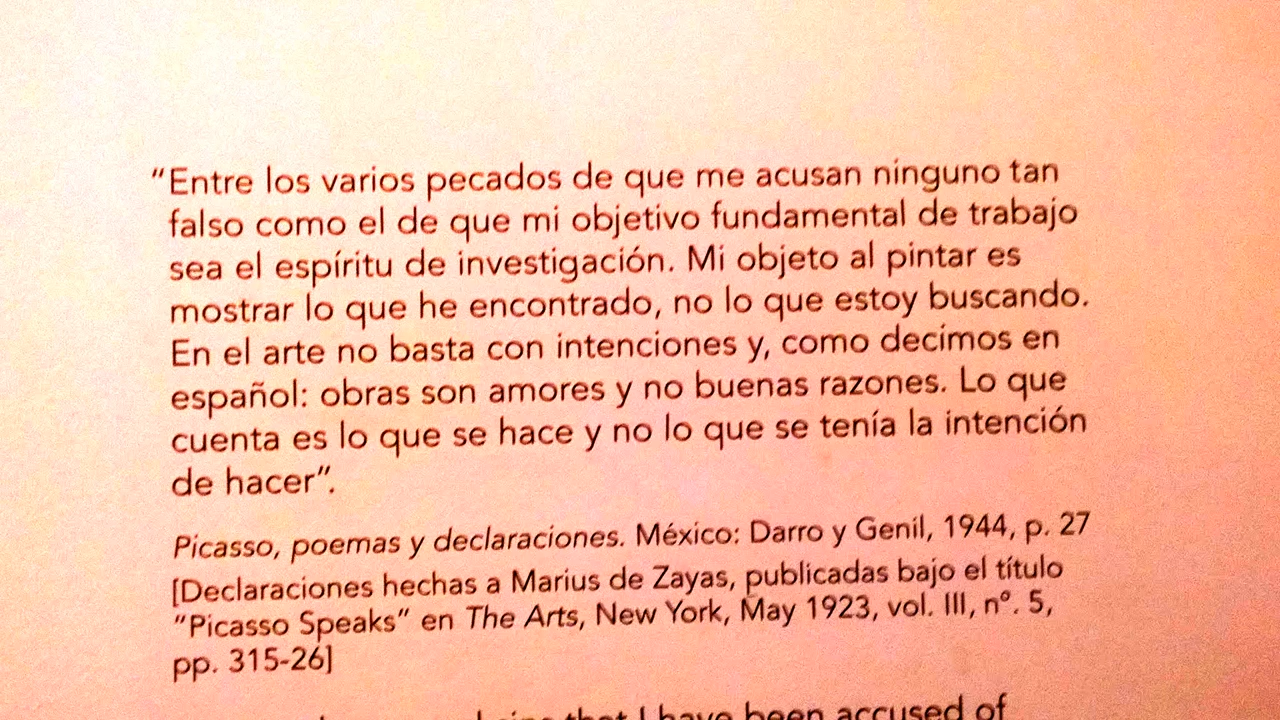 “Entre los varios pecados de que me acusan ninguno tan
falso como el de que mi objetivo fundamental de trabajo
sea el espíritu de investigación. Mi objeto al pintar es
mostrar lo que he encontrado, no lo que estoy buscando.
En el arte no basta con intenciones y, como decimos en
español: obras son amores y no buenas razones. Lo que
cuenta es lo que se hace y no lo que se tenía la intención
de hacer”.
Picasso, poemas y declaraciones. México: Darro y Genil, 1944, p. 27
[Declaraciones hechas a Marius de Zayas, publicadas bajo el título
“Picasso Speaks” en The Arts, New York, May 1923, vol. III, nº. 5,
pp. 315-26]
that I have been accused of